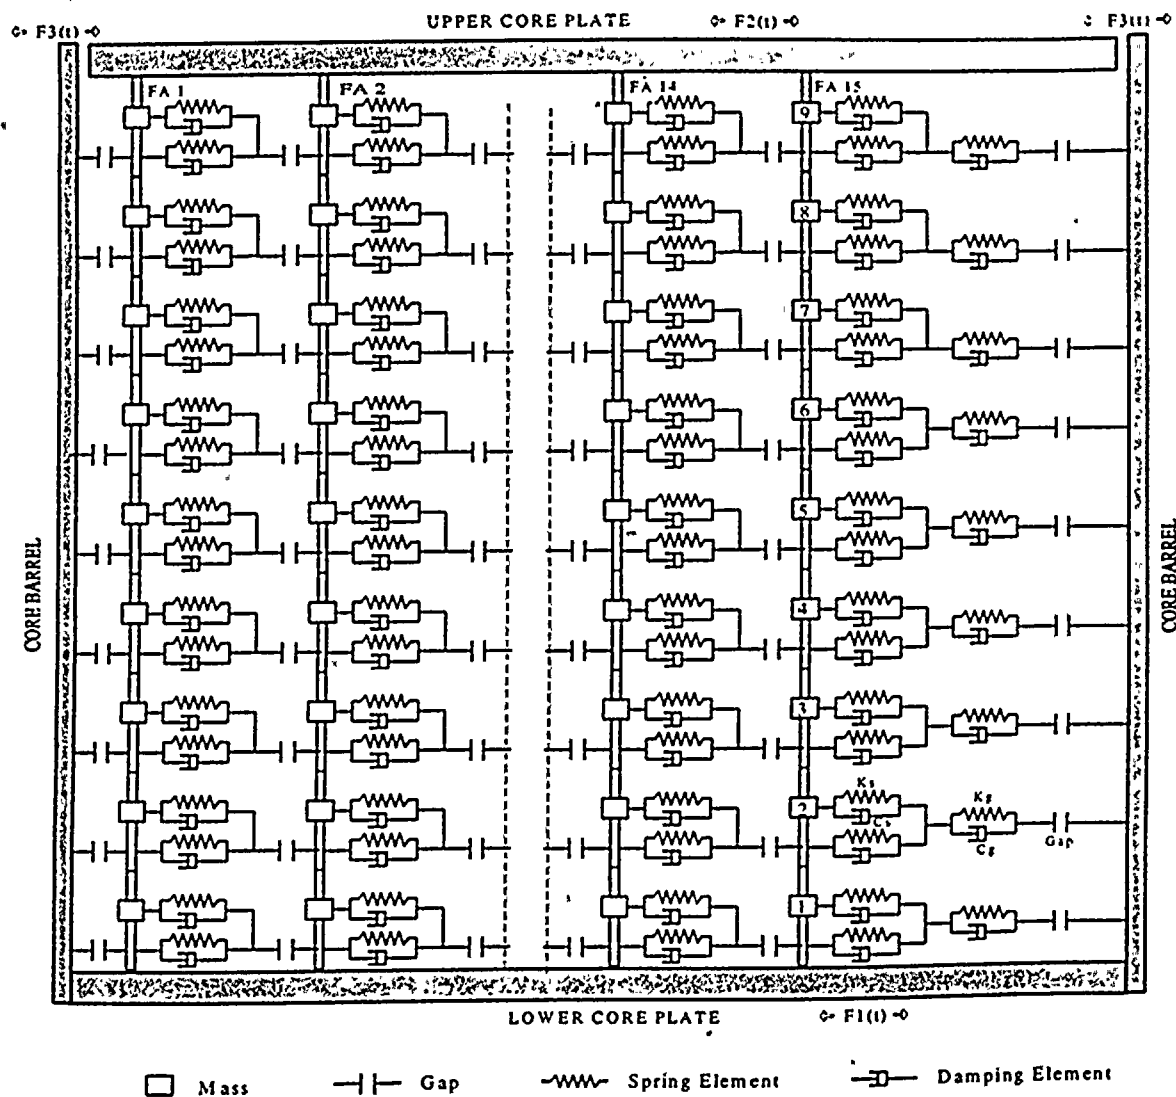 UPPER CORE PLATE
F3(t)
F2(t)
F3(t)
FA 1
FA 2
FA 14
FA 15
9
8
7
6
5
4
3
2
1
Ks
Cs
Kg
Cg
Gap
CORE BARREL
CORE BARREL
LOWER CORE PLATE
F1(t)
Mass
Gap
Spring Element
Damping Element